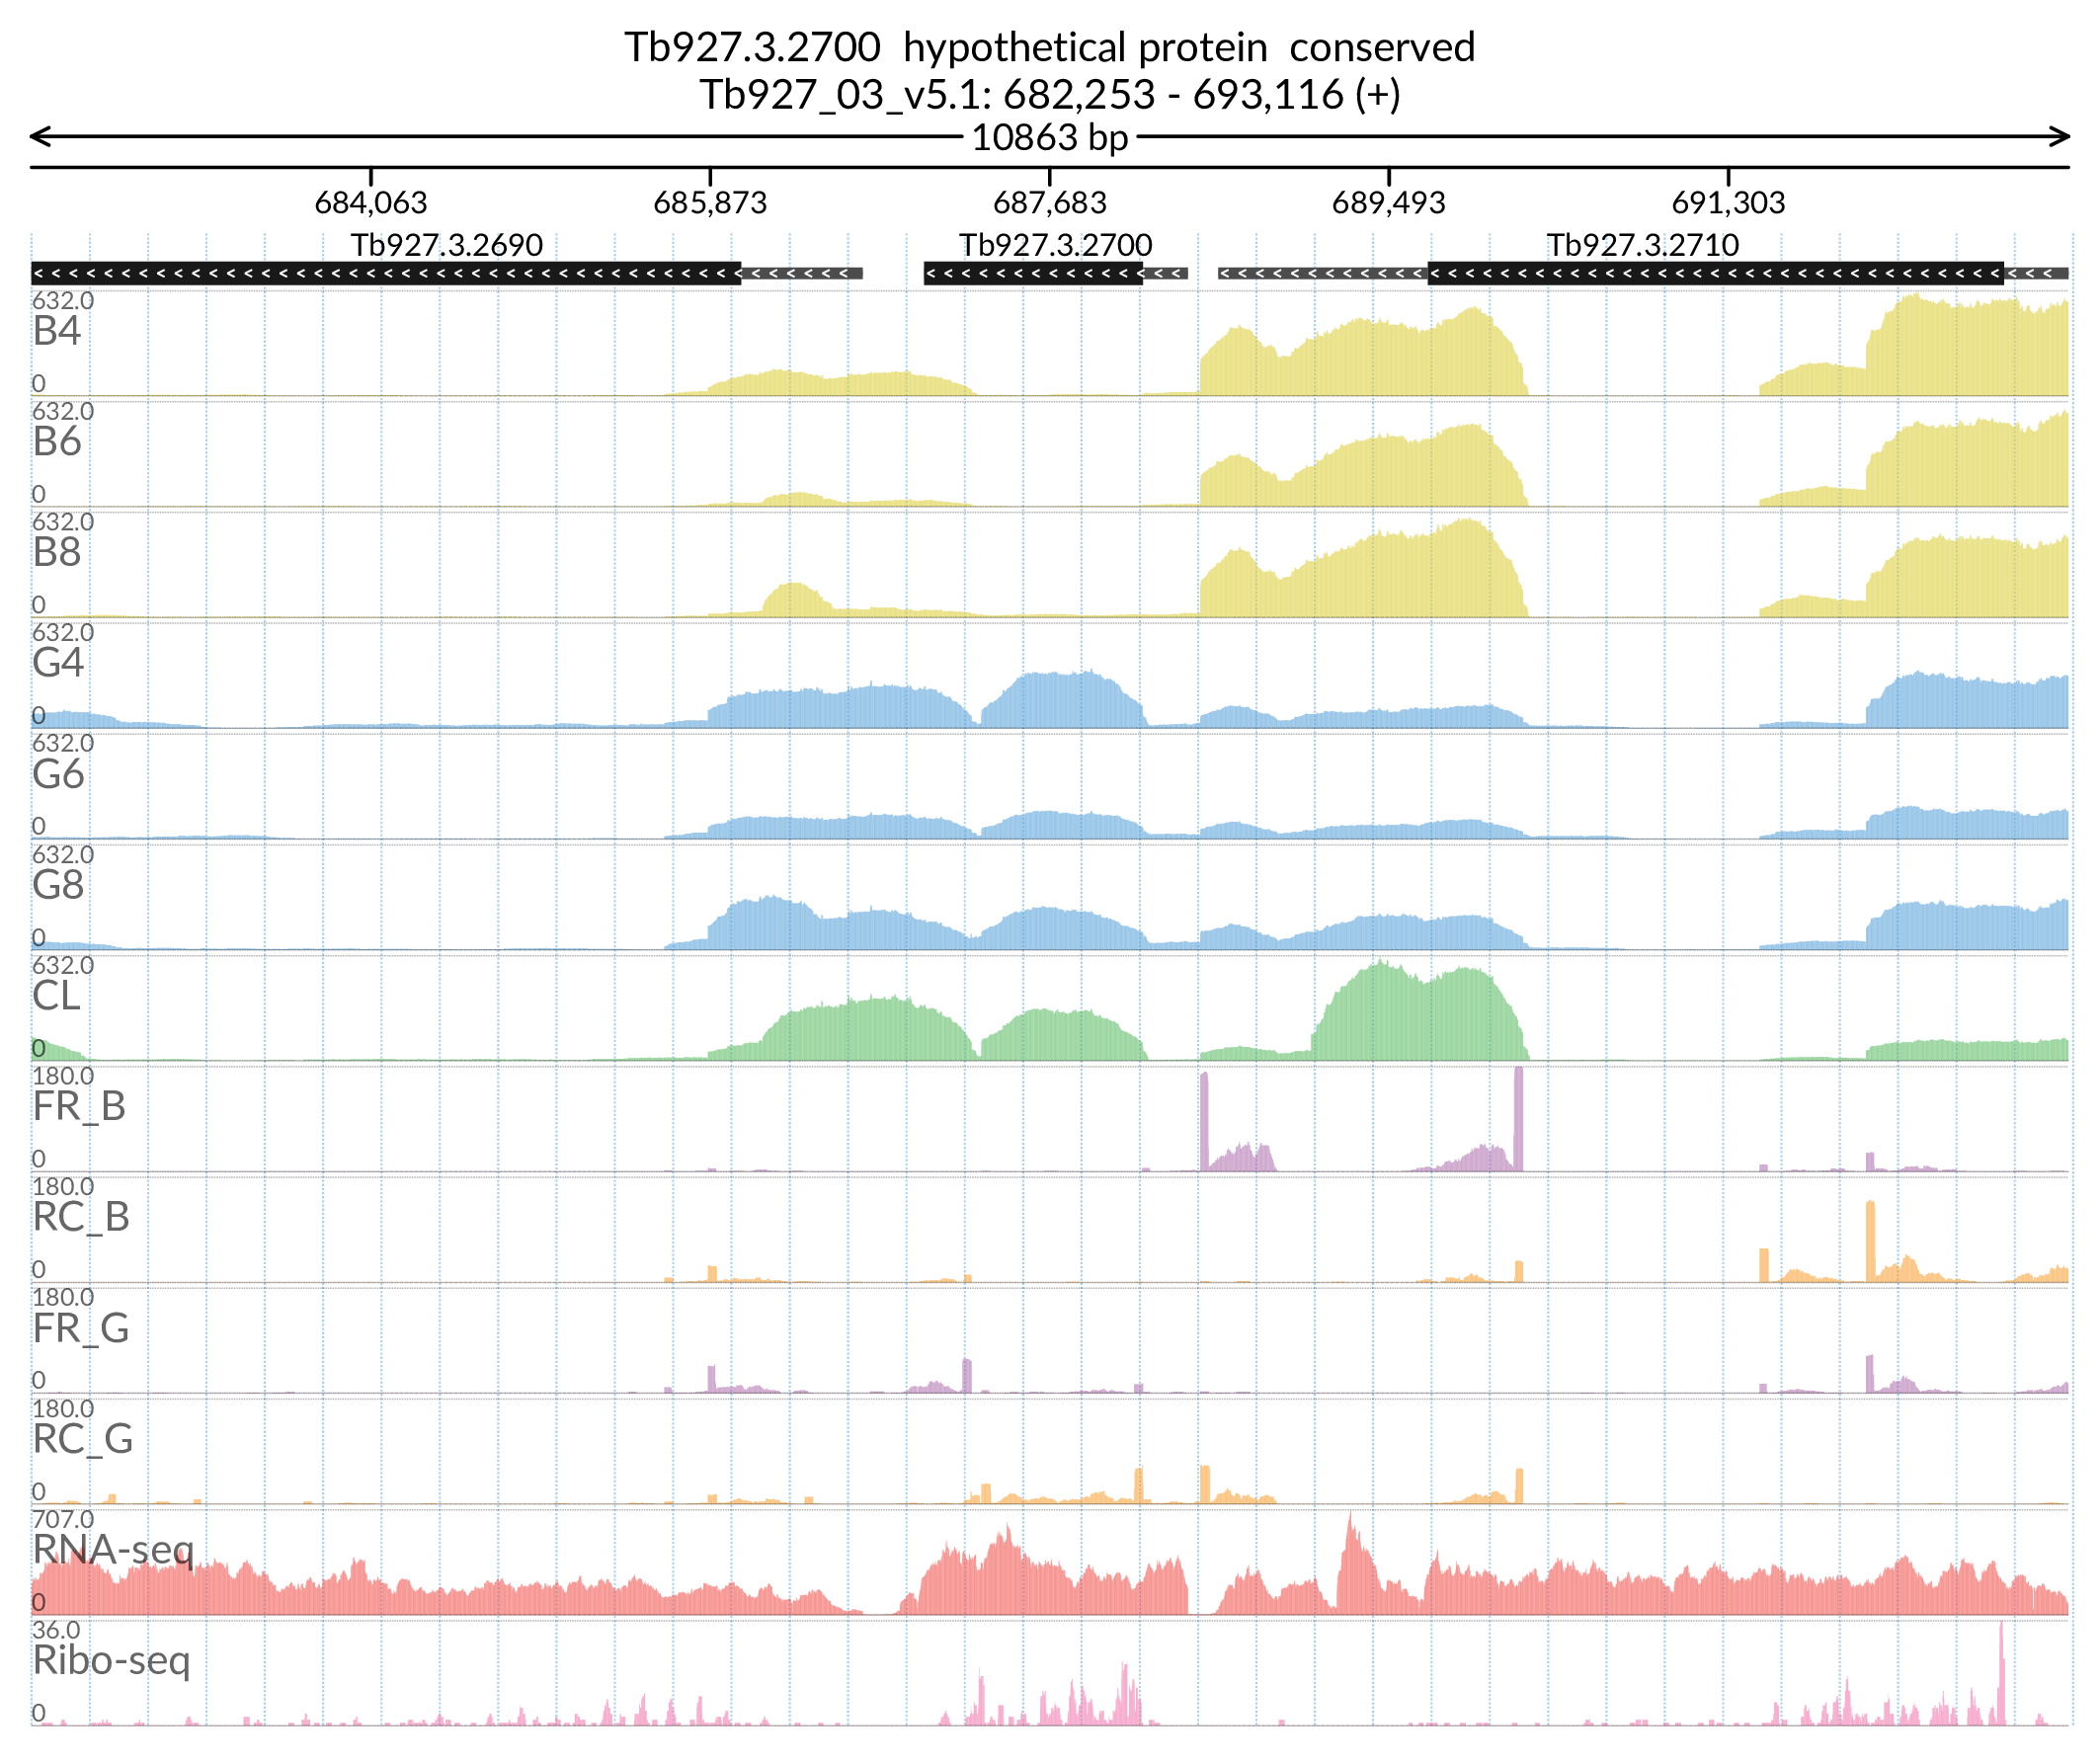 Tb927.3.2700 hypothetical protein conserved
Tb927_03_v5.1: 682,253 - 693,116 (+)
10863 bp
684,063 685,873 687,683 689,493 691,303
Tb927.3.2690 Tb927.3.2700 Tb927.3.2710
632.0
B4
0
632.0
B6
0
632.0
B8
0
632.0
G4
0
632.0
G6
0
632.0
G8
0
632.0
CL
0
180.0
FR_B
0
180.0
RC_B
0
180.0
FR_G
0
180.0
RC_G
0
707.0
RNA-seq
0
36.0
Ribo-seq
0